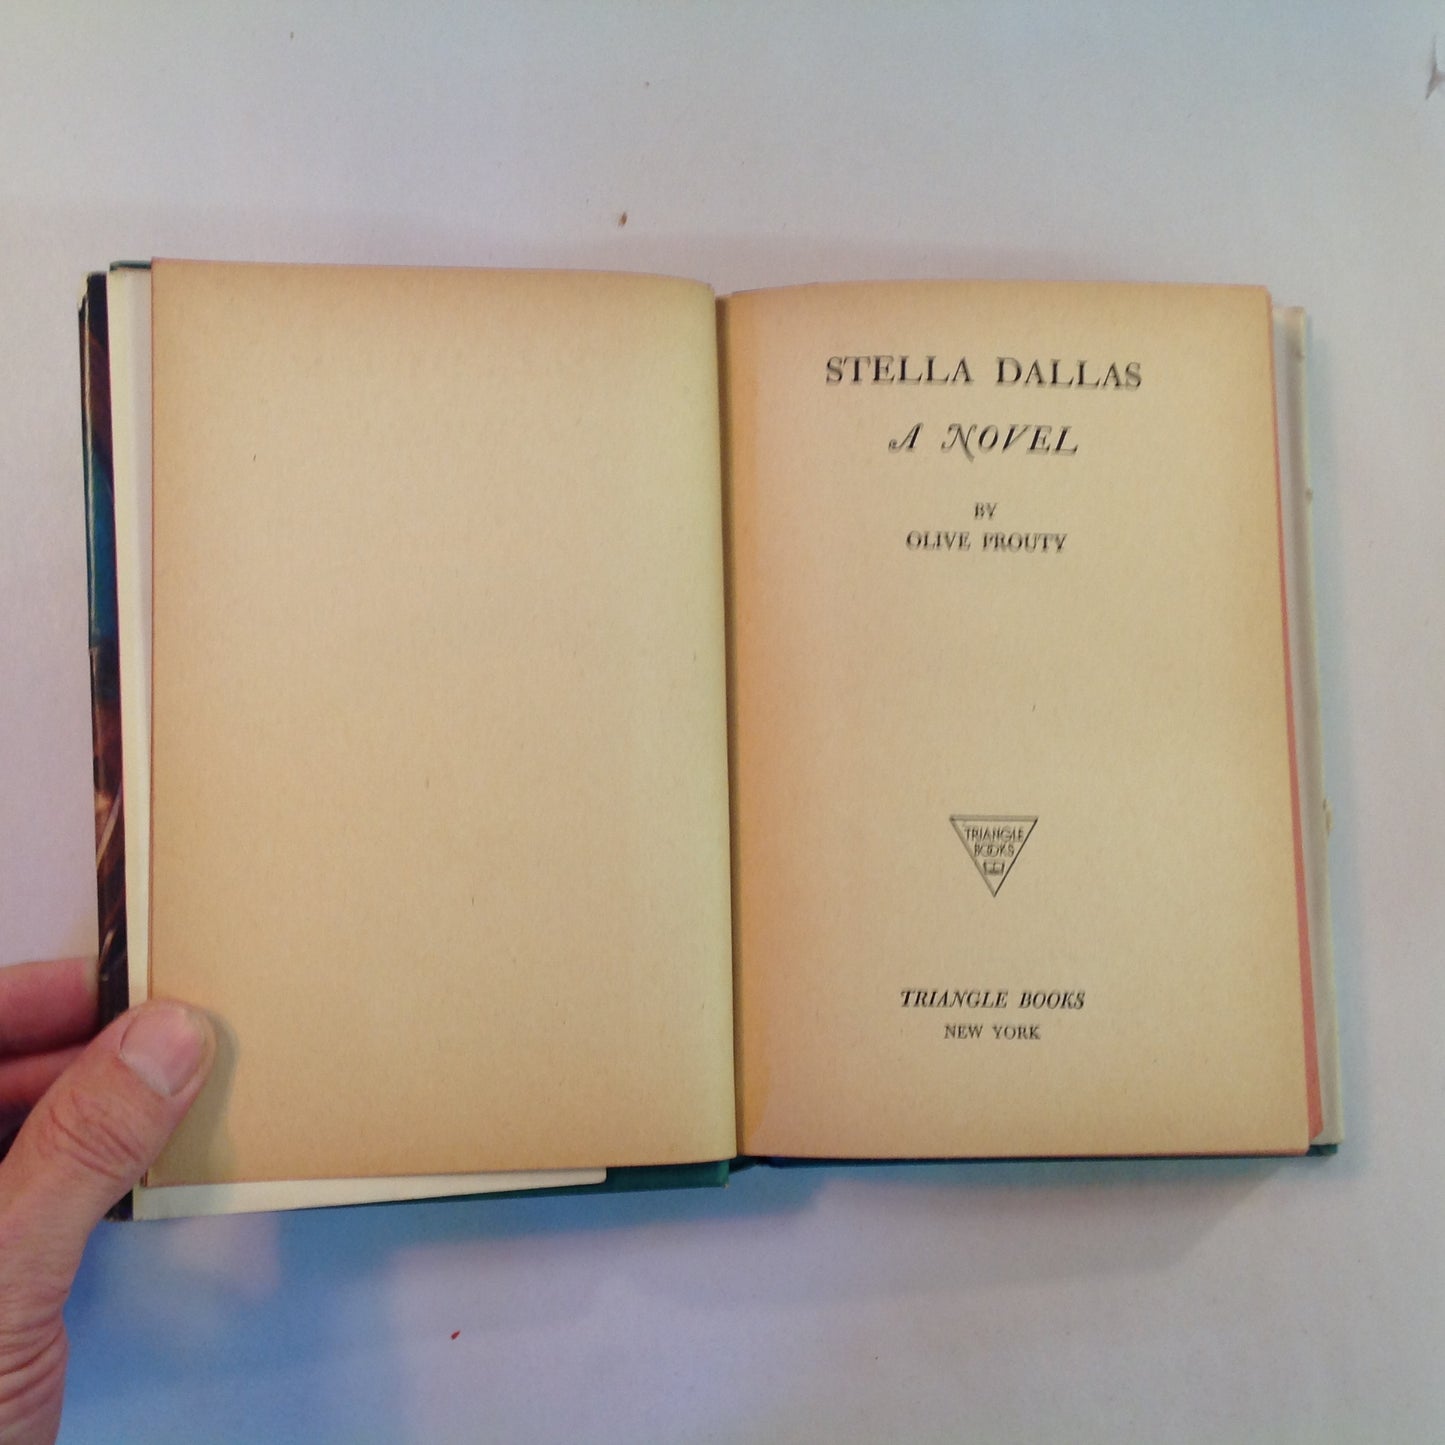 STELLA DALLAS
A NOVEL
BY
OLIVE PROUTY
TRIANGLE
BOOKS
TRIANGLE BOOKS
NEW YORK